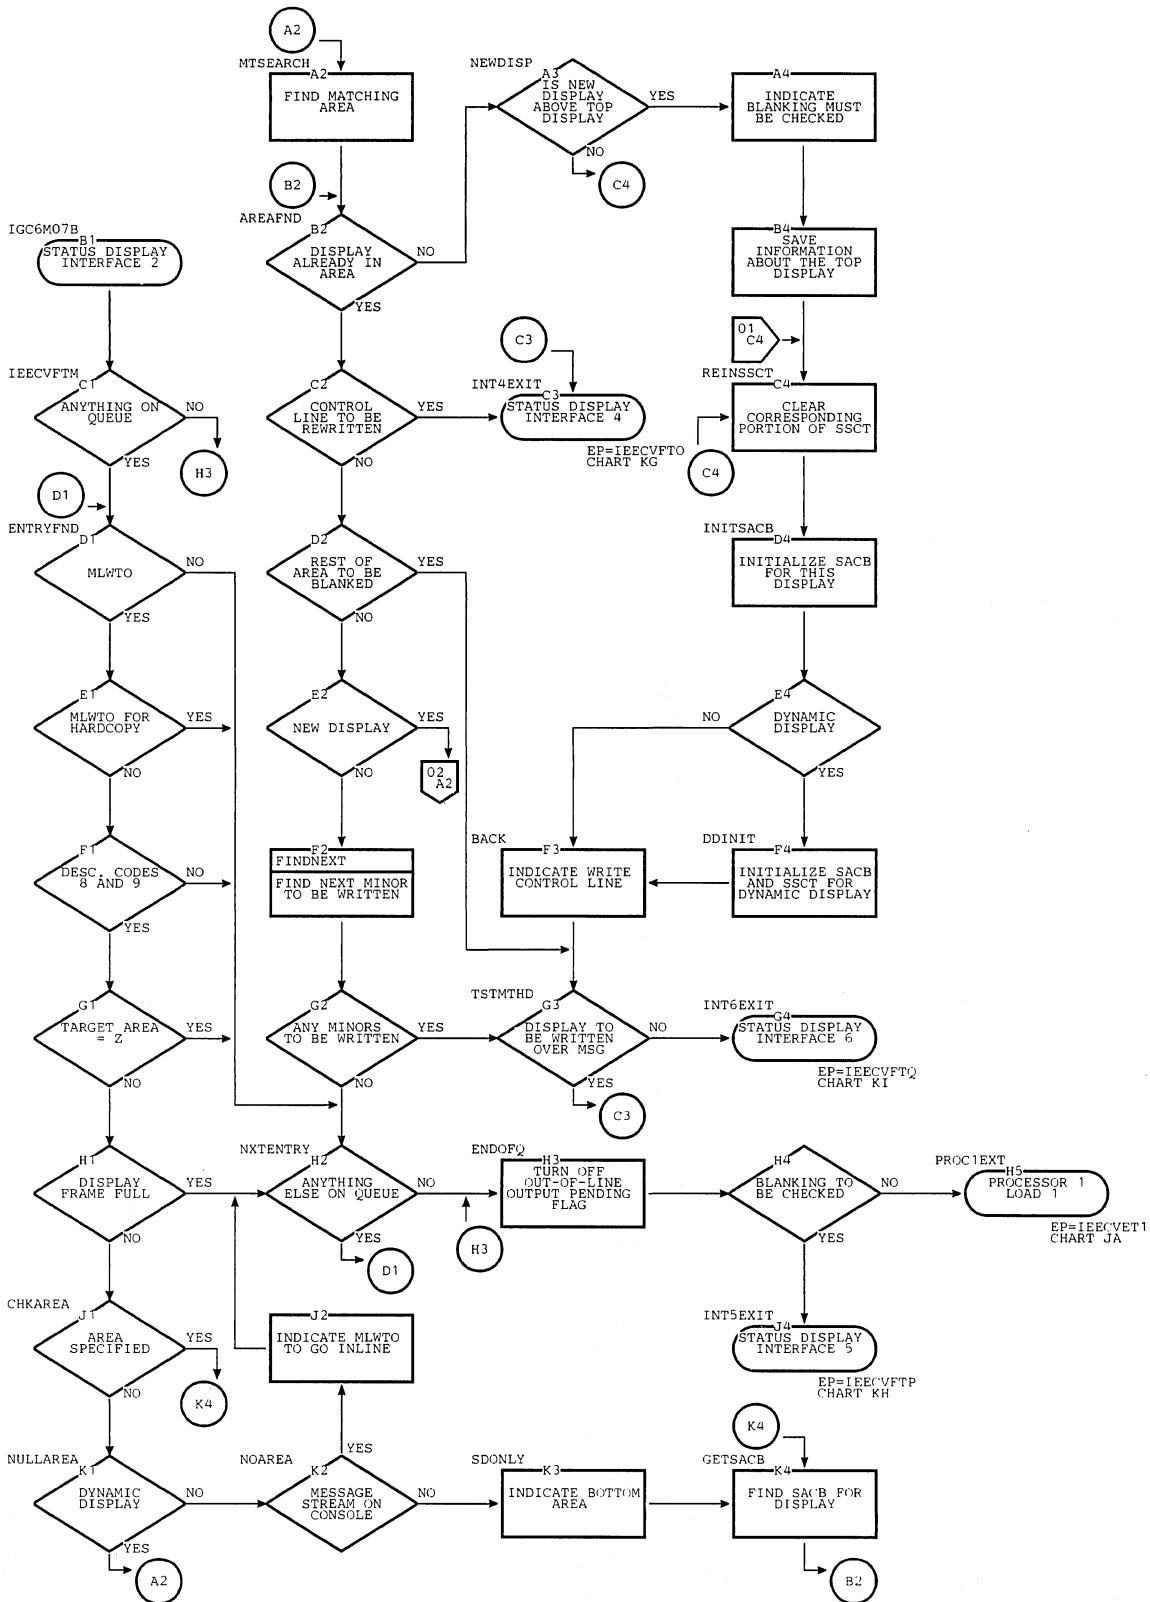 A2
MTSEARCH
A2
FIND MATCHING
AREA
NEWDISP
A3
IS NEW
DISPLAY
ABOVE TOP
DISPLAY
YES
NO
C4
A4
INDICATE
BLANKING MUST
BE CHECKED
B2
AREAFND
B2
DISPLAY
ALREADY IN
AREA
NO
YES
IGC6M07B
B1
STATUS DISPLAY
INTERFACE 2
B4
SAVE
INFORMATION
ABOUT THE TOP
DISPLAY
01
C4
IEECVFTM
C1
ANYTHING ON
QUEUE
NO
YES
H3
C2
CONTROL
LINE TO BE
REWRITTEN
YES
NO
C3
INT4EXIT
C3
STATUS DISPLAY
INTERFACE 4
EP=IEECVFTO
CHART KG
REINSSCT
C4
CLEAR
CORRESPONDING
PORTION OF SSCT
C4
D1
ENTRYFND
D1
MLWTO
NO
YES
D2
REST OF
AREA TO BE
BLANKED
YES
NO
INITSACB
D4
INITIALIZE SACB
FOR THIS
DISPLAY
E1
MLWTO FOR
HARDCOPY
YES
NO
E2
NEW DISPLAY
YES
NO
02
A2
E4
DYNAMIC
DISPLAY
NO
YES
F1
DESC. CODES
8 AND 9
NO
YES
F2
FINDNEXT
FIND NEXT MINOR
TO BE WRITTEN
BACK
F3
INDICATE WRITE
CONTROL LINE
DDINIT
F4
INITIALIZE SACB
AND SSCT FOR
DYNAMIC DISPLAY
G1
TARGET AREA
= Z
YES
NO
G2
ANY MINORS
TO BE WRITTEN
YES
NO
TSTMTHD
G3
DISPLAY TO
BE WRITTEN
OVER MSG
NO
YES
C3
INT6EXIT
G4
STATUS DISPLAY
INTERFACE 6
EP=IEECVFTQ
CHART KI
H1
DISPLAY
FRAME FULL
YES
NO
NXTENTRY
H2
ANYTHING
ELSE ON QUEUE
NO
YES
D1
H3
ENDOFQ
H3
TURN OFF
OUT-OF-LINE
OUTPUT PENDING
FLAG
H4
BLANKING TO
BE CHECKED
NO
YES
PROC1EXT
H5
PROCESSOR 1
LOAD 1
EP=IEECVET1
CHART JA
CHKAREA
J1
AREA
SPECIFIED
YES
NO
K4
J2
INDICATE MLWTO
TO GO INLINE
INT5EXIT
J4
STATUS DISPLAY
INTERFACE 5
EP=IEECVFTP
CHART KH
NULLAREA
K1
DYNAMIC
DISPLAY
NO
YES
A2
NOAREA
YES
K2
MESSAGE
STREAM ON
CONSOLE
NO
SDONLY
K3
INDICATE BOTTOM
AREA
K4
GETSACB
K4
FIND SACB FOR
DISPLAY
B2